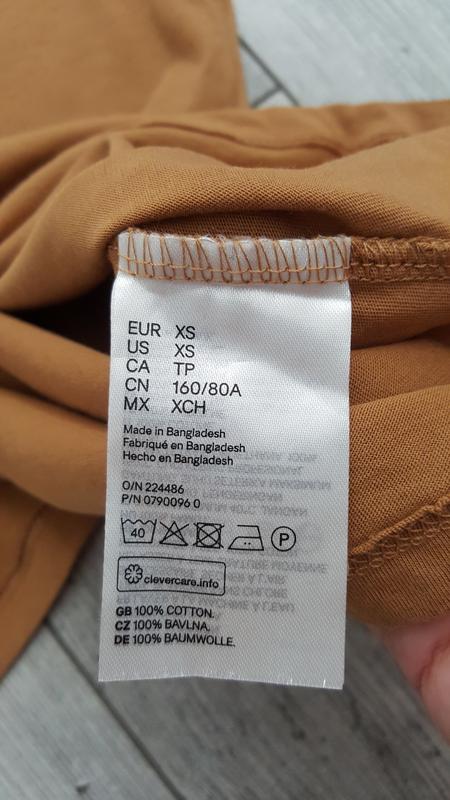 EUR XS
US XS
CA TP
CN 160/80A
MX XCH
Made in Bangladesh
Fabriqué en Bangladesh
Hecho en Bangladesh
O/N 224486
P/N 0790096 0
40 P
clevercare.info
GB 100% COTTON.
CZ 100% BAVLNA.
DE 100% BAUMWOLLE.